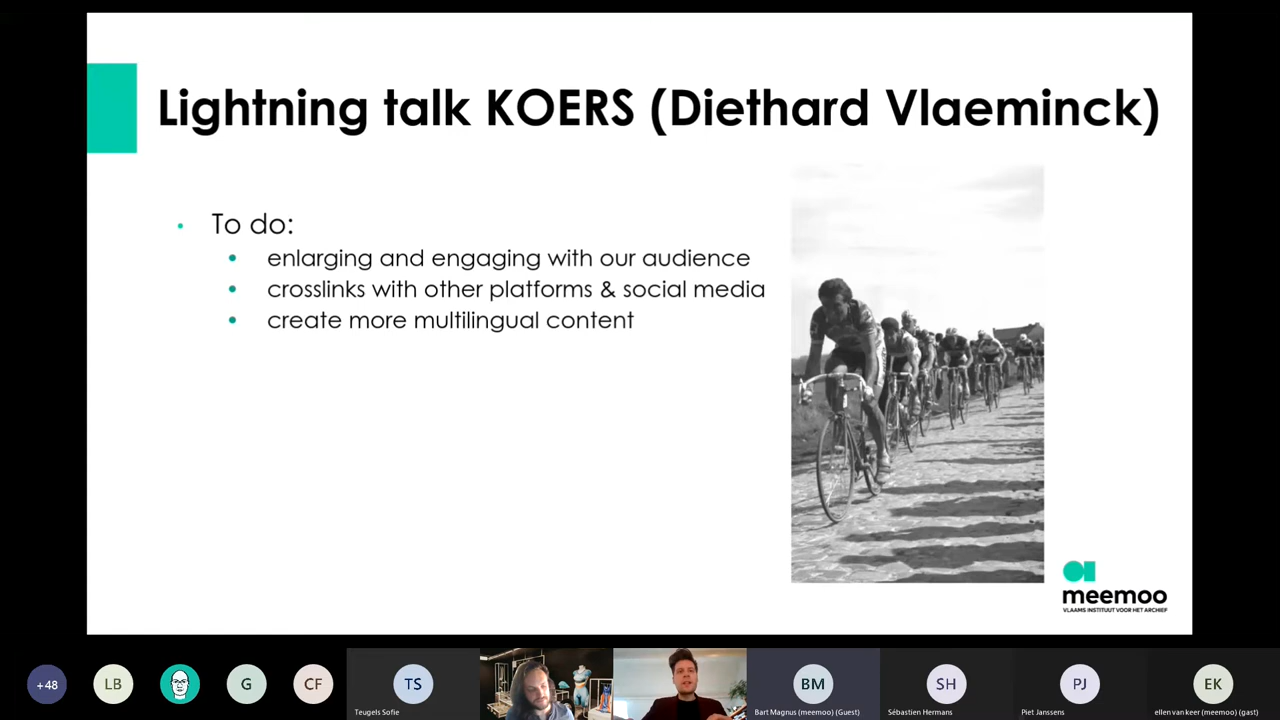 Lightning talk KOERS (Diethard Vlaeminck)
• To do:
• enlarging and engaging with our audience
• crosslinks with other platforms & social media
• create more multilingual content
meemoo
VLAAMS INSTITUUT VOOR HET ARCHIEF
+48
LB
G
CF
TS
BM
SH
PJ
EK
Teugels Sofie
Bart Magnus (meemoo) (Guest)
Sébastien Hermans
Piet Janssens
ellen van keer (meemoo) (gast)